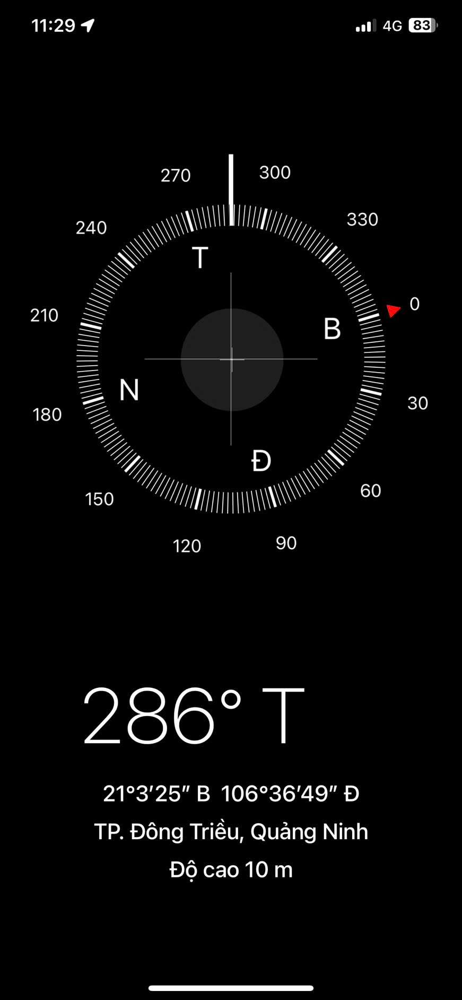 11:29 4G 83
270 300
240 330
T
0
210 B
N
180 30
Đ
150 60
120 90
286° T
21°3′25″ B 106°36′49″ Đ
TP. Đông Triều, Quảng Ninh
Độ cao 10 m